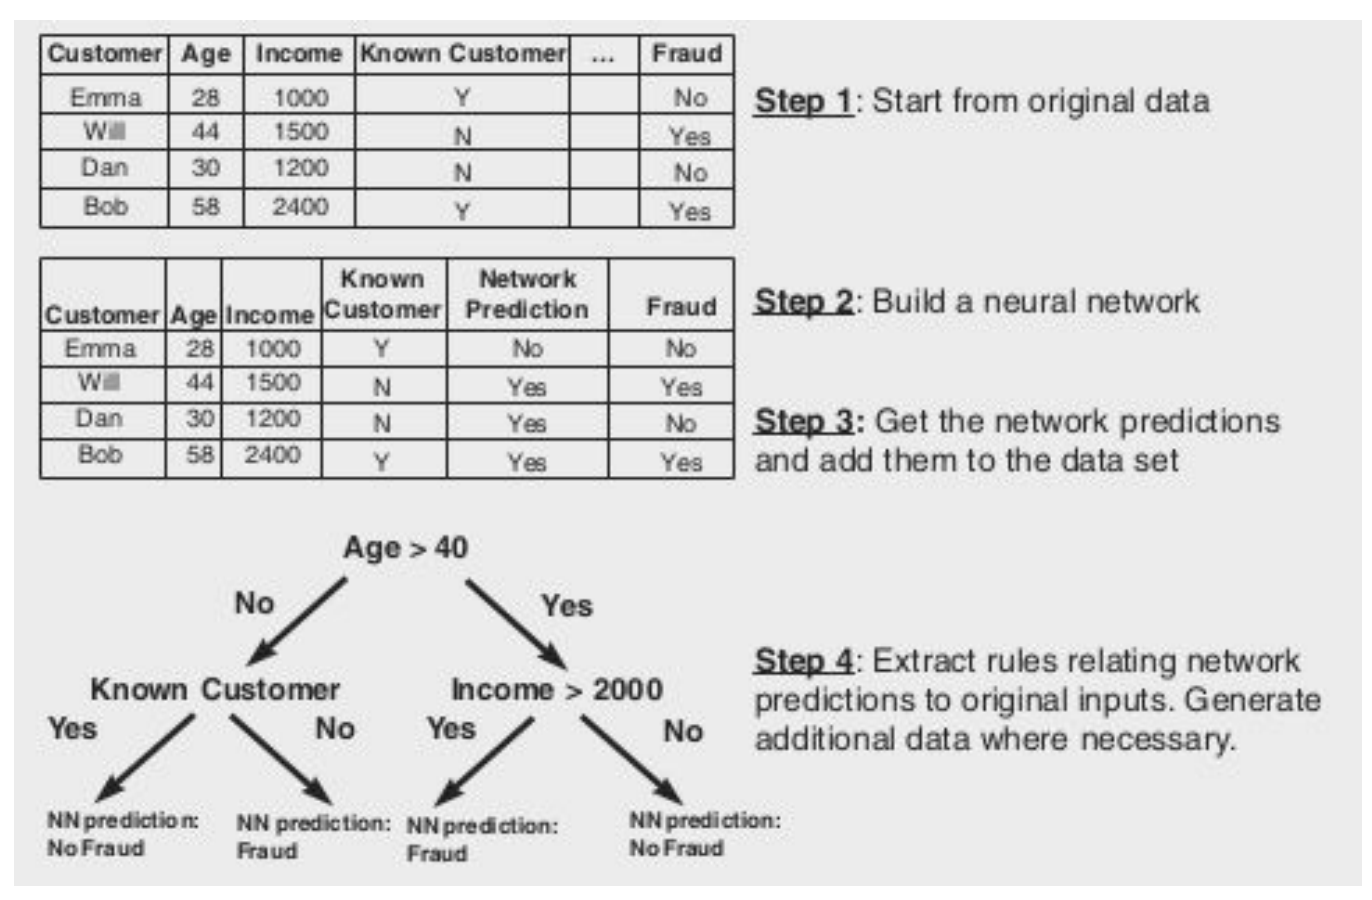 Customer Age Income Known Customer ... Fraud
Emma 28 1000 Y No
Will 44 1500 N Yes
Dan 30 1200 N No
Bob 58 2400 Y Yes
Step 1: Start from original data
Customer Age Income Known Customer Network Prediction Fraud
Emma 28 1000 Y No No
Will 44 1500 N Yes Yes
Dan 30 1200 N Yes No
Bob 58 2400 Y Yes Yes
Step 2: Build a neural network
Step 3: Get the network predictions
and add them to the data set
Age > 40
No Yes
Known Customer Income > 2000
Yes No Yes No
NN prediction:
No Fraud
NN prediction:
Fraud
NN prediction:
Fraud
NN prediction:
No Fraud
Step 4: Extract rules relating network
predictions to original inputs. Generate
additional data where necessary.